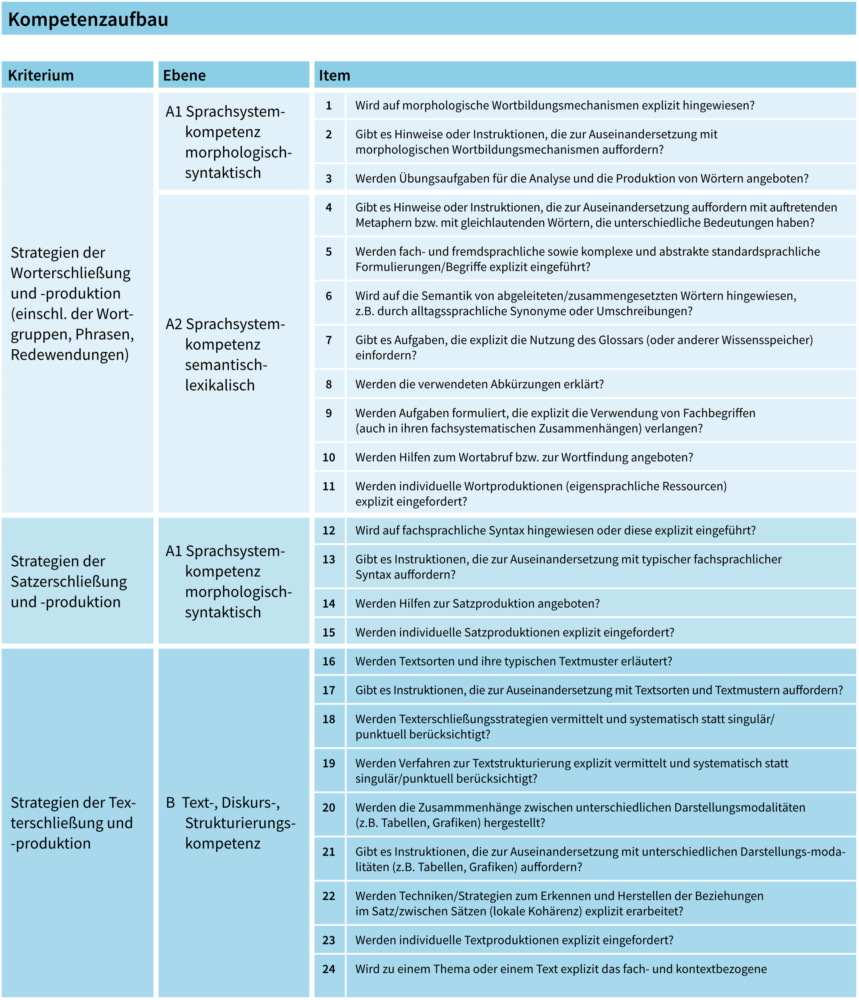 Kompetenzaufbau
Kriterium
Ebene
Item
Strategien der
Worterschließung
und -produktion
(einschl. der Wort-
gruppen, Phrasen,
Redewendungen)
A1 Sprachsystem-
kompetenz
morphologisch-
syntaktisch
1 Wird auf morphologische Wortbildungsmechanismen explizit hingewiesen?
2 Gibt es Hinweise oder Instruktionen, die zur Auseinandersetzung mit
morphologischen Wortbildungsmechanismen auffordern?
3 Werden Übungsaufgaben für die Analyse und die Produktion von Wörtern angeboten?
A2 Sprachsystem-
kompetenz
semantisch-
lexikalisch
4 Gibt es Hinweise oder Instruktionen, die zur Auseinandersetzung auffordern mit auftretenden
Metaphern bzw. mit gleichlautenden Wörtern, die unterschiedliche Bedeutungen haben?
5 Werden fach- und fremdsprachliche sowie komplexe und abstrakte standardsprachliche
Formulierungen/Begriffe explizit eingeführt?
6 Wird auf die Semantik von abgeleiteten/zusammengesetzten Wörtern hingewiesen,
z.B. durch alltagssprachliche Synonyme oder Umschreibungen?
7 Gibt es Aufgaben, die explizit die Nutzung des Glossars (oder anderer Wissensspeicher)
einfordern?
8 Werden die verwendeten Abkürzungen erklärt?
9 Werden Aufgaben formuliert, die explizit die Verwendung von Fachbegriffen
(auch in ihren fachsystematischen Zusammenhängen) verlangen?
10 Werden Hilfen zum Wortabruf bzw. zur Wortfindung angeboten?
11 Werden individuelle Wortproduktionen (eigensprachliche Ressourcen)
explizit eingefordert?
Strategien der
Satzerschließung
und -produktion
A1 Sprachsystem-
kompetenz
morphologisch-
syntaktisch
12 Wird auf fachsprachliche Syntax hingewiesen oder diese explizit eingeführt?
13 Gibt es Instruktionen, die zur Auseinandersetzung mit typischer fachsprachlicher
Syntax auffordern?
14 Werden Hilfen zur Satzproduktion angeboten?
15 Werden individuelle Satzproduktionen explizit eingefordert?
Strategien der Tex-
terschließung und
-produktion
B Text-, Diskurs-,
Strukturierungs-
kompetenz
16 Werden Textsorten und ihre typischen Textmuster erläutert?
17 Gibt es Instruktionen, die zur Auseinandersetzung mit Textsorten und Textmustern auffordern?
18 Werden Texterschließungsstrategien vermittelt und systematisch statt singulär/
punktuell berücksichtigt?
19 Werden Verfahren zur Textstrukturierung explizit vermittelt und systematisch statt
singulär/punktuell berücksichtigt?
20 Werden die Zusammmenhänge zwischen unterschiedlichen Darstellungsmodalitäten
(z.B. Tabellen, Grafiken) hergestellt?
21 Gibt es Instruktionen, die zur Auseinandersetzung mit unterschiedlichen Darstellungs-moda-
litäten (z.B. Tabellen, Grafiken) auffordern?
22 Werden Techniken/Strategien zum Erkennen und Herstellen der Beziehungen
im Satz/zwischen Sätzen (lokale Kohärenz) explizit erarbeitet?
23 Werden individuelle Textproduktionen explizit eingefordert?
24 Wird zu einem Thema oder einem Text explizit das fach- und kontextbezogene